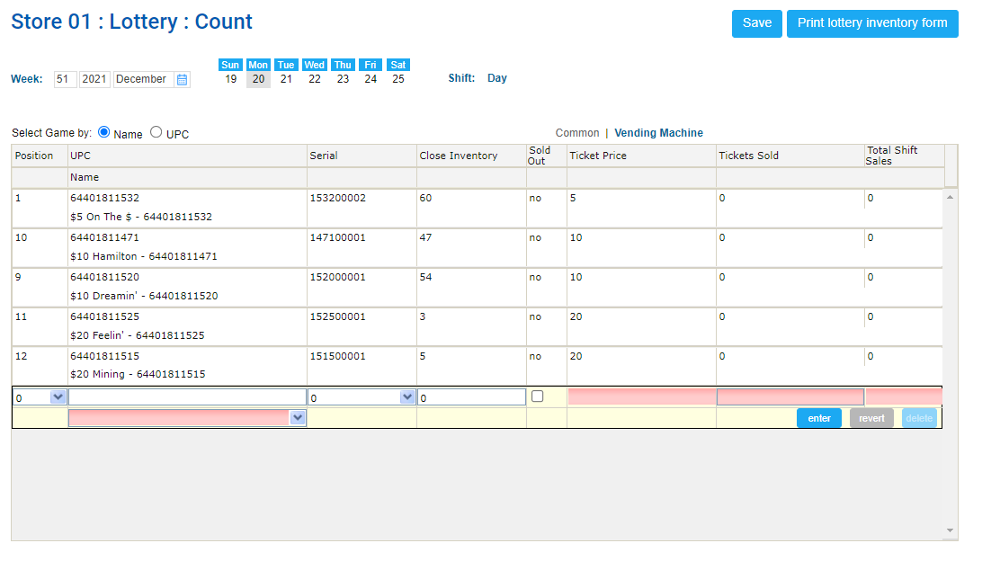 Store 01 : Lottery : Count
Save
Print lottery inventory form
Sun Mon Tue Wed Thu Fri Sat
Week: 51 2021 December 19 20 21 22 23 24 25 Shift: Day
Select Game by: Name UPC
Common | Vending Machine
Position UPC Serial Close Inventory Sold Out Ticket Price Tickets Sold Total Shift Sales
Name
1 64401811532 153200002 60 no 5 0 0
$5 On The $ - 64401811532
10 64401811471 147100001 47 no 10 0 0
$10 Hamilton - 64401811471
9 64401811520 152000001 54 no 10 0 0
$10 Dreamin' - 64401811520
11 64401811525 152500001 3 no 20 0 0
$20 Feelin' - 64401811525
12 64401811515 151500001 5 no 20 0 0
$20 Mining - 64401811515
0 0 0
enter revert delete